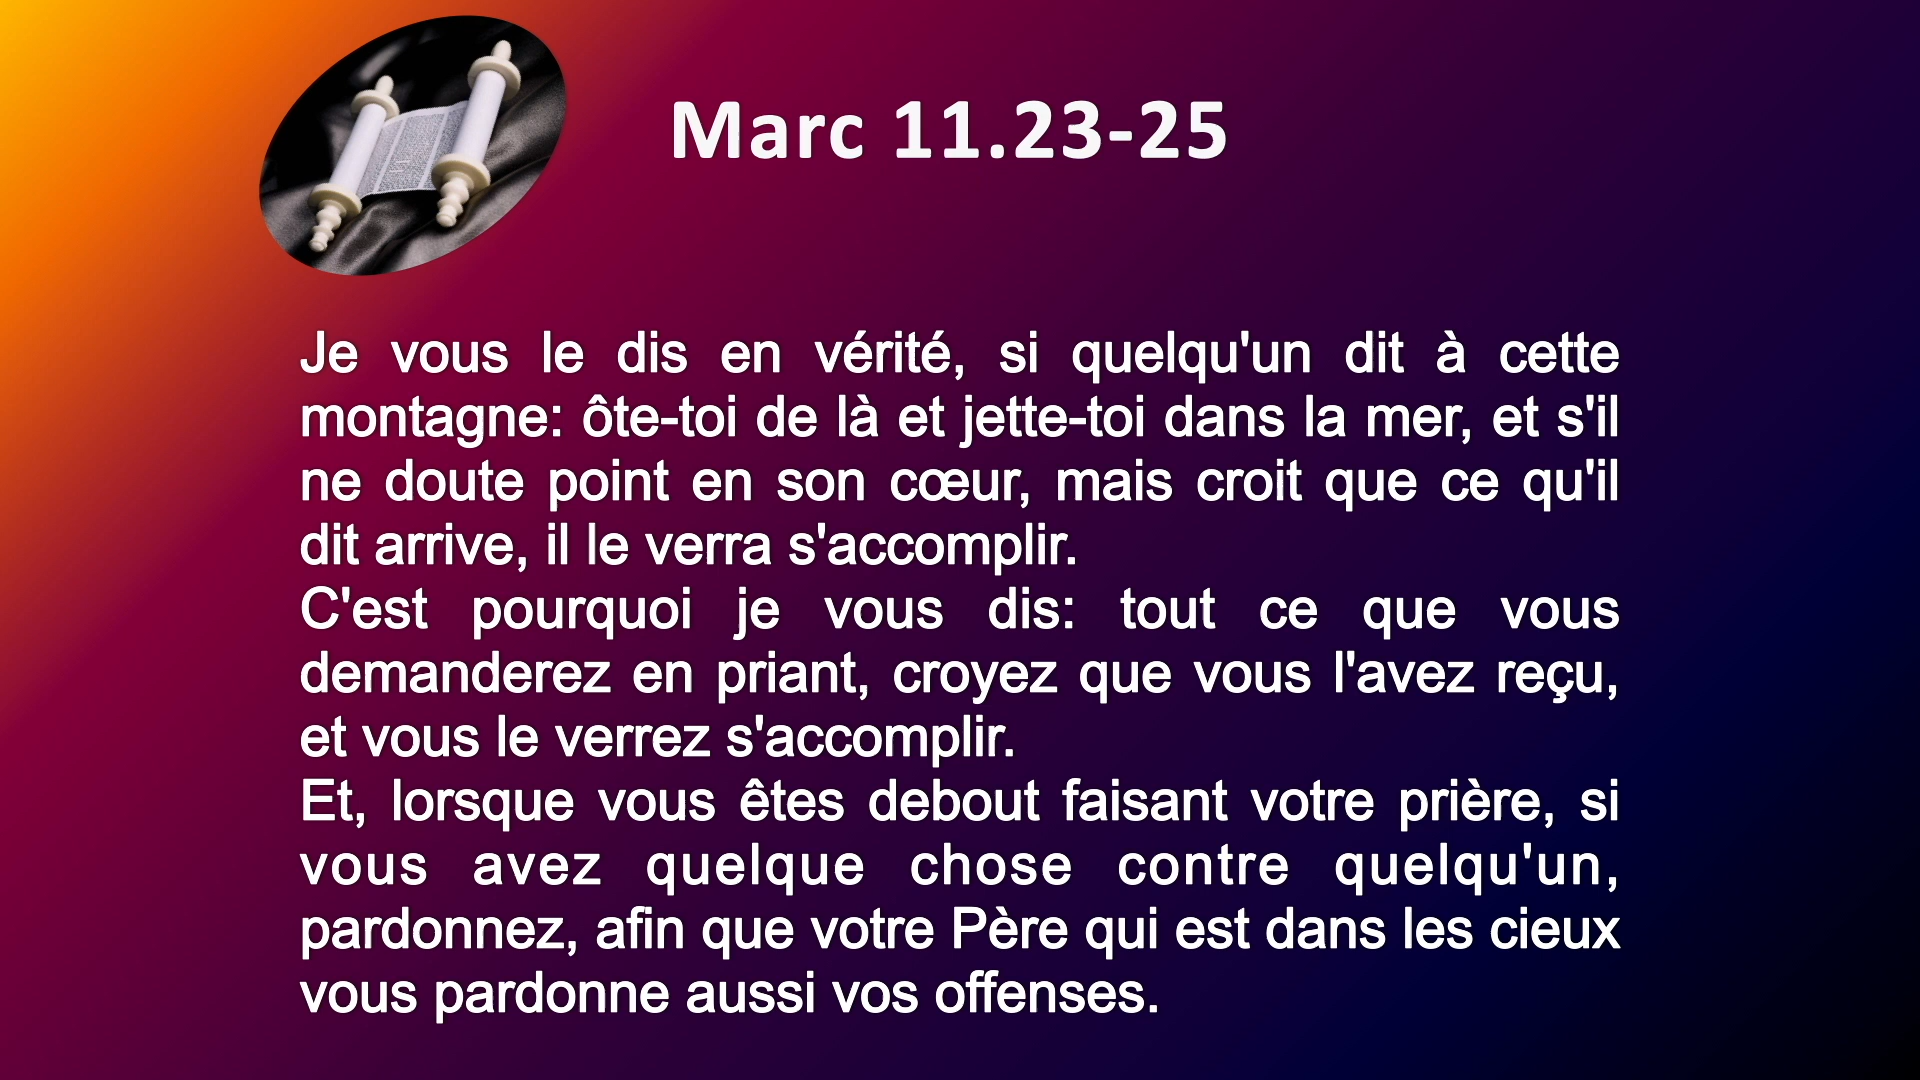 Marc 11.23-25
Je vous le dis en vérité, si quelqu'un dit à cette
montagne: ôte-toi de là et jette-toi dans la mer, et s'il
ne doute point en son cœur, mais croit que ce qu'il
dit arrive, il le verra s'accomplir.
C'est pourquoi je vous dis: tout ce que vous
demanderez en priant, croyez que vous l'avez reçu,
et vous le verrez s'accomplir.
Et, lorsque vous êtes debout faisant votre prière, si
vous avez quelque chose contre quelqu'un,
pardonnez, afin que votre Père qui est dans les cieux
vous pardonne aussi vos offenses.